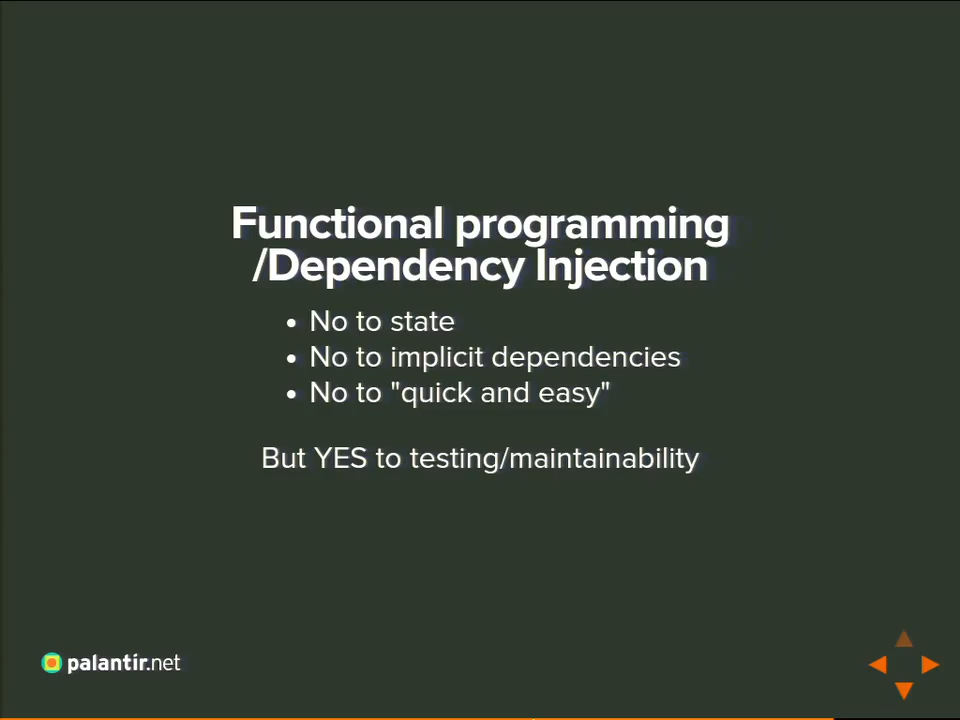 Functional programming
/Dependency Injection
• No to state
• No to implicit dependencies
• No to "quick and easy"
But YES to testing/maintainability
palantir.net